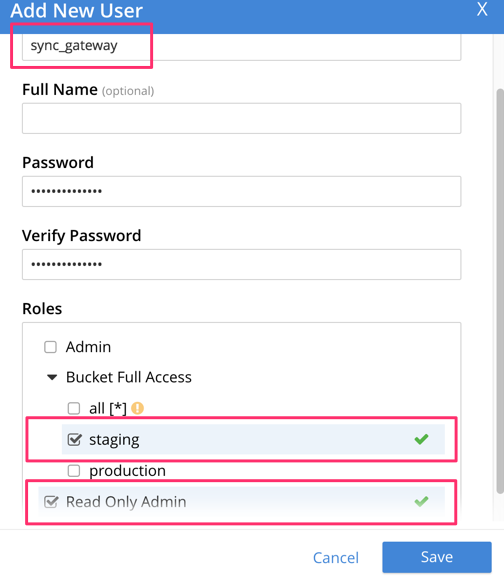 Add New User X
sync_gateway
Full Name (optional)
Password
••••••••••••••
Verify Password
••••••••••••••
Roles
Admin
Bucket Full Access
all [*]
staging
production
Read Only Admin
Cancel Save